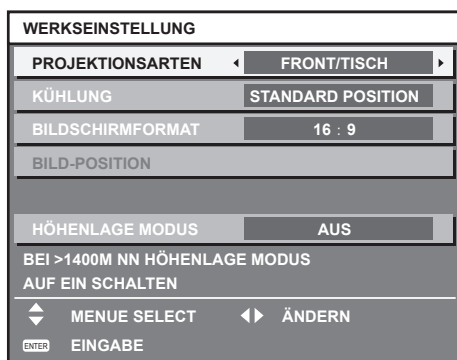 WERKSEINSTELLUNG
PROJEKTIONSARTEN FRONT/TISCH
KÜHLUNG STANDARD POSITION
BILDSCHIRMFORMAT 16 : 9
BILD-POSITION
HÖHENLAGE MODUS AUS
BEI >1400M NN HÖHENLAGE MODUS
AUF EIN SCHALTEN
MENUE SELECT ÄNDERN
ENTER EINGABE